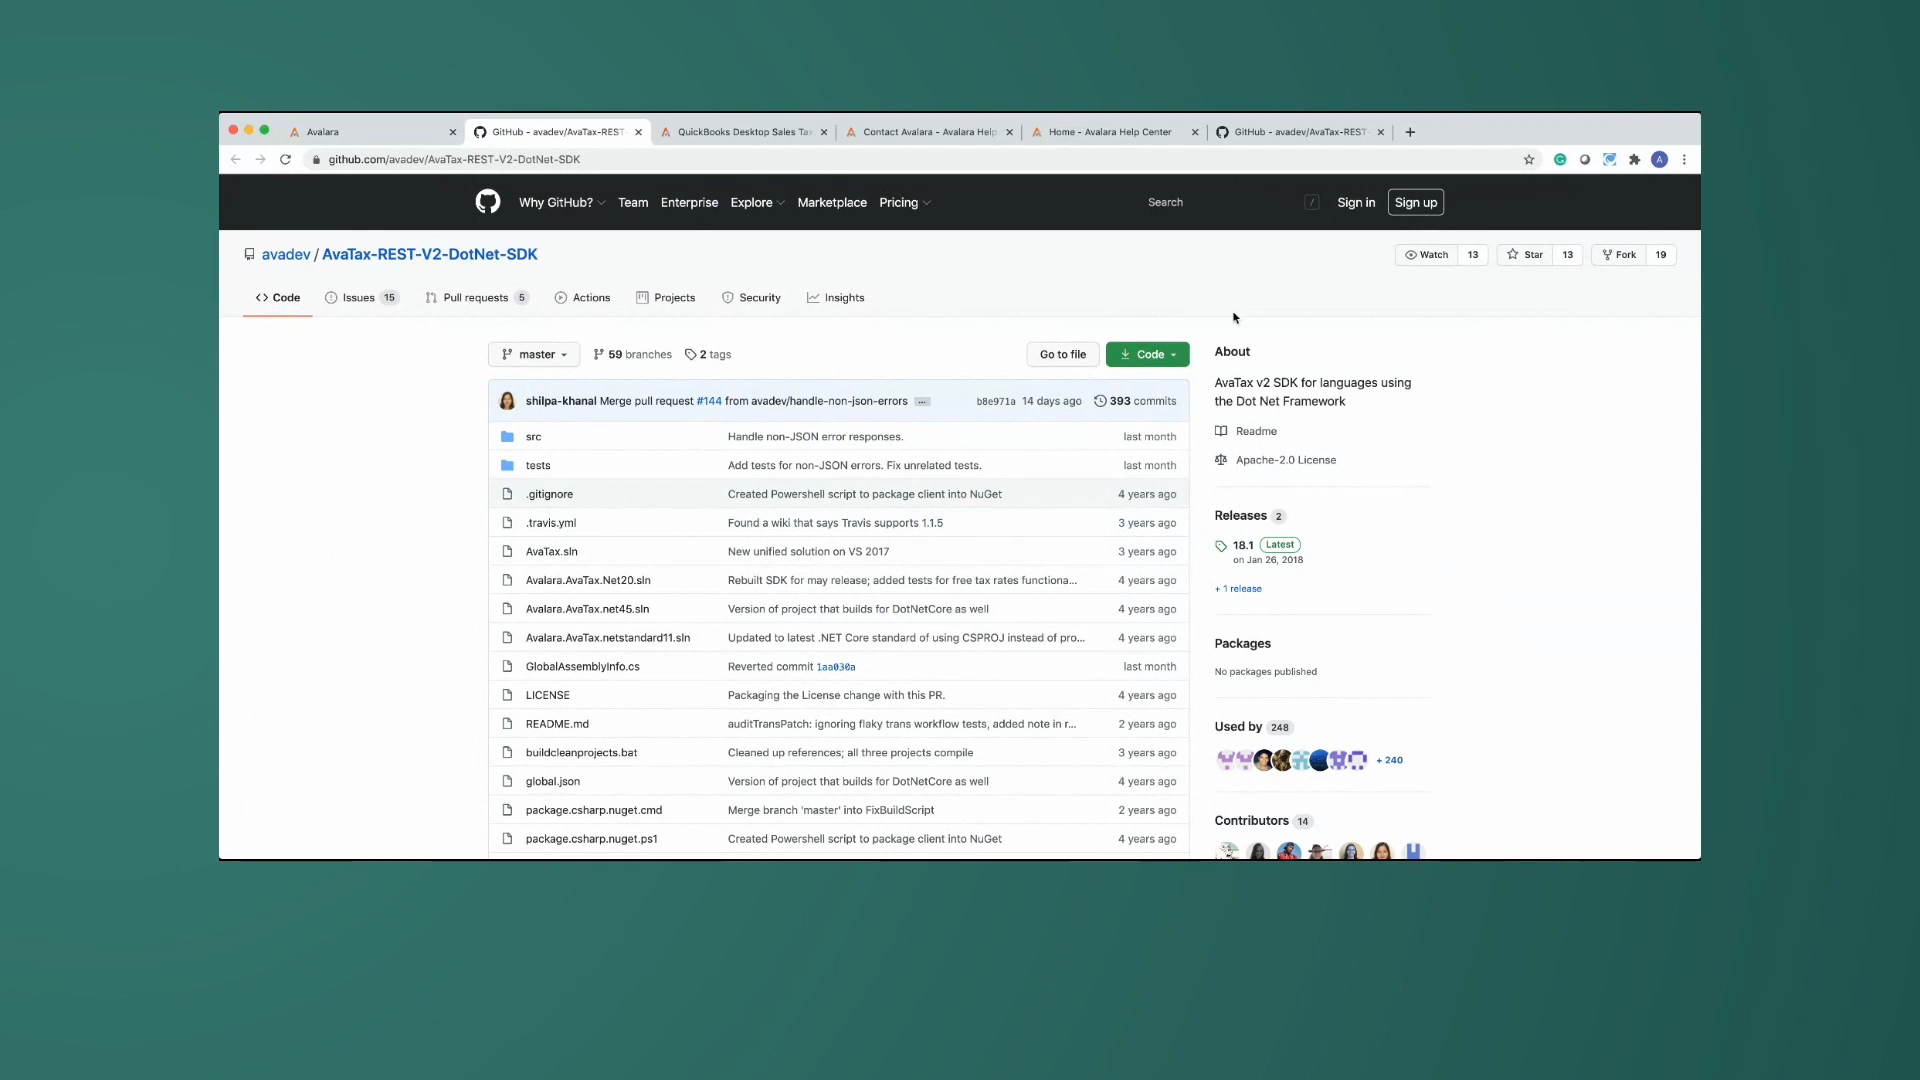 Avalara
GitHub - avadev/AvaTax-REST-
QuickBooks Desktop Sales Ta
Contact Avalara - Avalara Help
Home - Avalara Help Center
GitHub - avadev/AvaTax-REST-
github.com/avadev/AvaTax-REST-V2-DotNet-SDK
A
Why GitHub? Team Enterprise Explore Marketplace Pricing
Search /
Sign in Sign up
avadev / AvaTax-REST-V2-DotNet-SDK
Watch 13 Star 13 Fork 19
Code Issues 15 Pull requests 5 Actions Projects Security Insights
master 59 branches 2 tags Go to file Code
shilpa-khanal Merge pull request #144 from avadev/handle-non-json-errors ... b8e971a 14 days ago 393 commits
src Handle non-JSON error responses. last month
tests Add tests for non-JSON errors. Fix unrelated tests. last month
.gitignore Created Powershell script to package client into NuGet 4 years ago
.travis.yml Found a wiki that says Travis supports 1.1.5 3 years ago
AvaTax.sln New unified solution on VS 2017 3 years ago
Avalara.AvaTax.Net20.sln Rebuilt SDK for may release; added tests for free tax rates functiona... 4 years ago
Avalara.AvaTax.net45.sln Version of project that builds for DotNetCore as well 4 years ago
Avalara.AvaTax.netstandard11.sln Updated to latest .NET Core standard of using CSPROJ instead of pro... 4 years ago
GlobalAssemblyInfo.cs Reverted commit 1aa030a last month
LICENSE Packaging the License change with this PR. 4 years ago
README.md auditTransPatch: ignoring flaky trans workflow tests, added note in r... 2 years ago
buildcleanprojects.bat Cleaned up references; all three projects compile 3 years ago
global.json Version of project that builds for DotNetCore as well 4 years ago
package.csharp.nuget.cmd Merge branch 'master' into FixBuildScript 2 years ago
package.csharp.nuget.ps1 Created Powershell script to package client into NuGet 4 years ago
About
AvaTax v2 SDK for languages using
the Dot Net Framework
Readme
Apache-2.0 License
Releases 2
18.1 Latest
on Jan 26, 2018
+ 1 release
Packages
No packages published
Used by 248
+ 240
Contributors 14